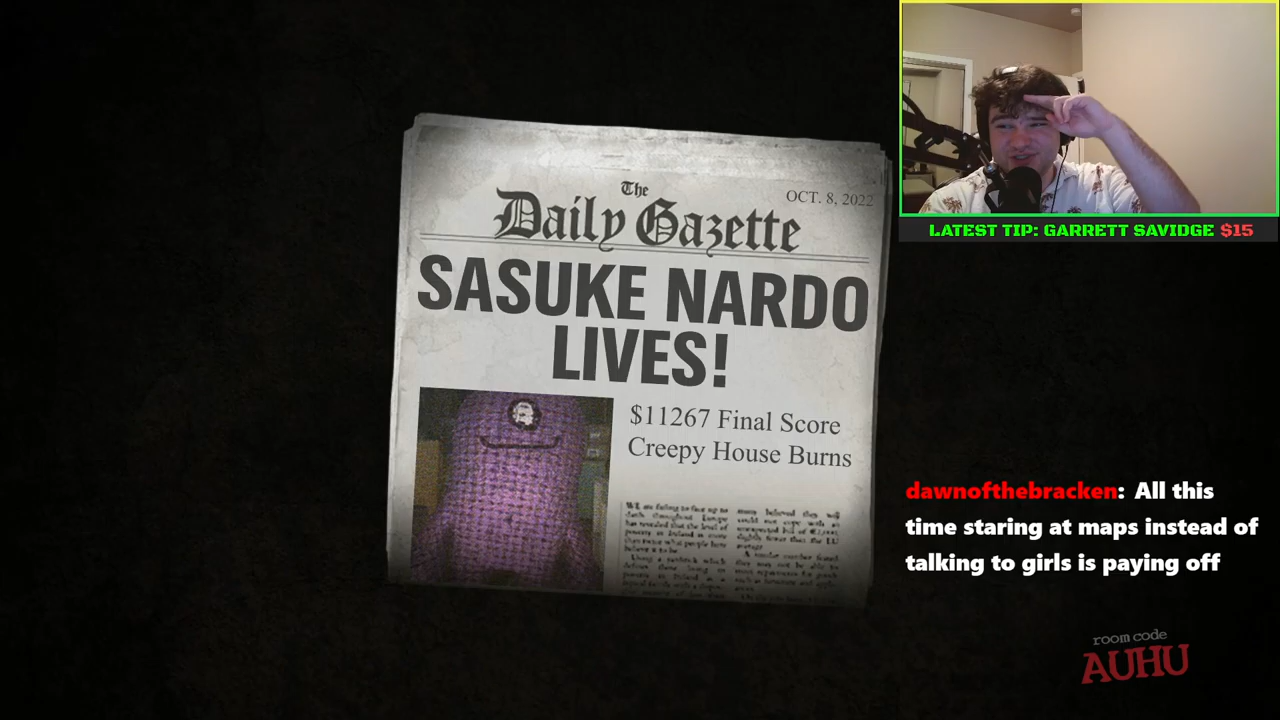 The
Daily Gazette
OCT. 8, 2022
SASUKE NARDO
LIVES!
$11267 Final Score
Creepy House Burns
LATEST TIP: GARRETT SAVIDGE $15
dawnofthebracken: All this
time staring at maps instead of
talking to girls is paying off
room code
AUHU